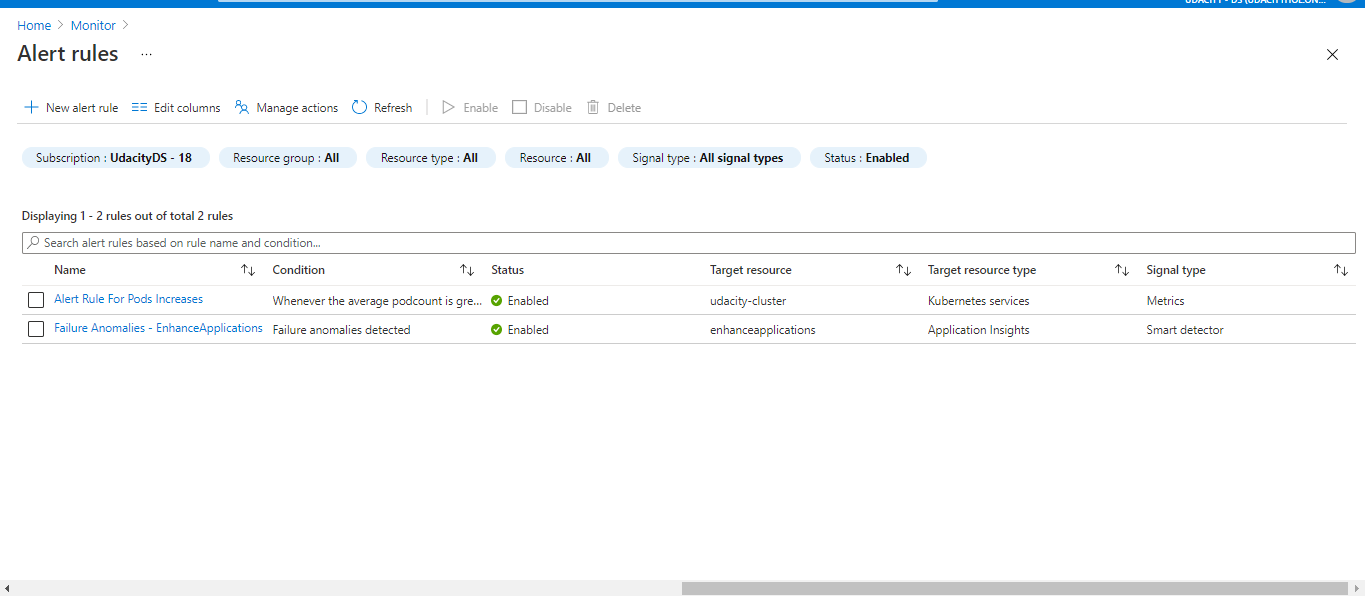 Home > Monitor >
Alert rules ...
New alert rule Edit columns Manage actions Refresh Enable Disable Delete
Subscription : UdacityDS - 18 Resource group : All Resource type : All Resource : All Signal type : All signal types Status : Enabled
Displaying 1 - 2 rules out of total 2 rules
Search alert rules based on rule name and condition...
Name Condition Status Target resource Target resource type Signal type
Alert Rule For Pods Increases Whenever the average podcount is gre... Enabled udacity-cluster Kubernetes services Metrics
Failure Anomalies - EnhanceApplications Failure anomalies detected Enabled enhanceapplications Application Insights Smart detector